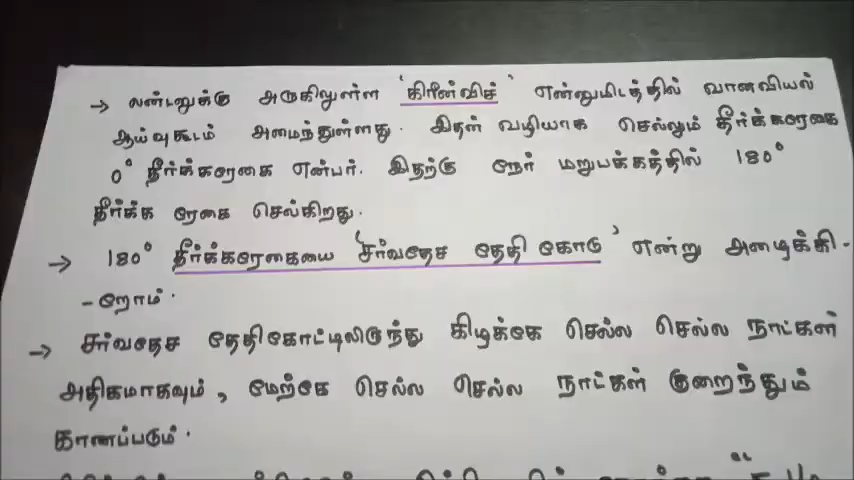 → லண்டனுக்கு அருகிலுள்ள 'கிரீன்விச்' என்னுமிடத்தில் வானவியல்
ஆய்வுகூடம் அமைந்துள்ளது. இதன் வழியாக செல்லும் தீர்க்கரேகை
0° தீர்க்கரேகை என்பர். இதற்கு நேர் மறுபக்கத்தில் 180°
தீர்க்க ரேகை செல்கிறது.
→ 180° தீர்க்கரேகையை 'சர்வதேச தேதி கோடு' என்று அழைக்கி-
-றோம்.
→ சர்வதேச தேதிகோட்டிலிருந்து கிழக்கே செல்ல செல்ல நாட்கள்
அதிகமாகவும், மேற்கே செல்ல செல்ல நாட்கள் குறைந்தும்
காணப்படும்.